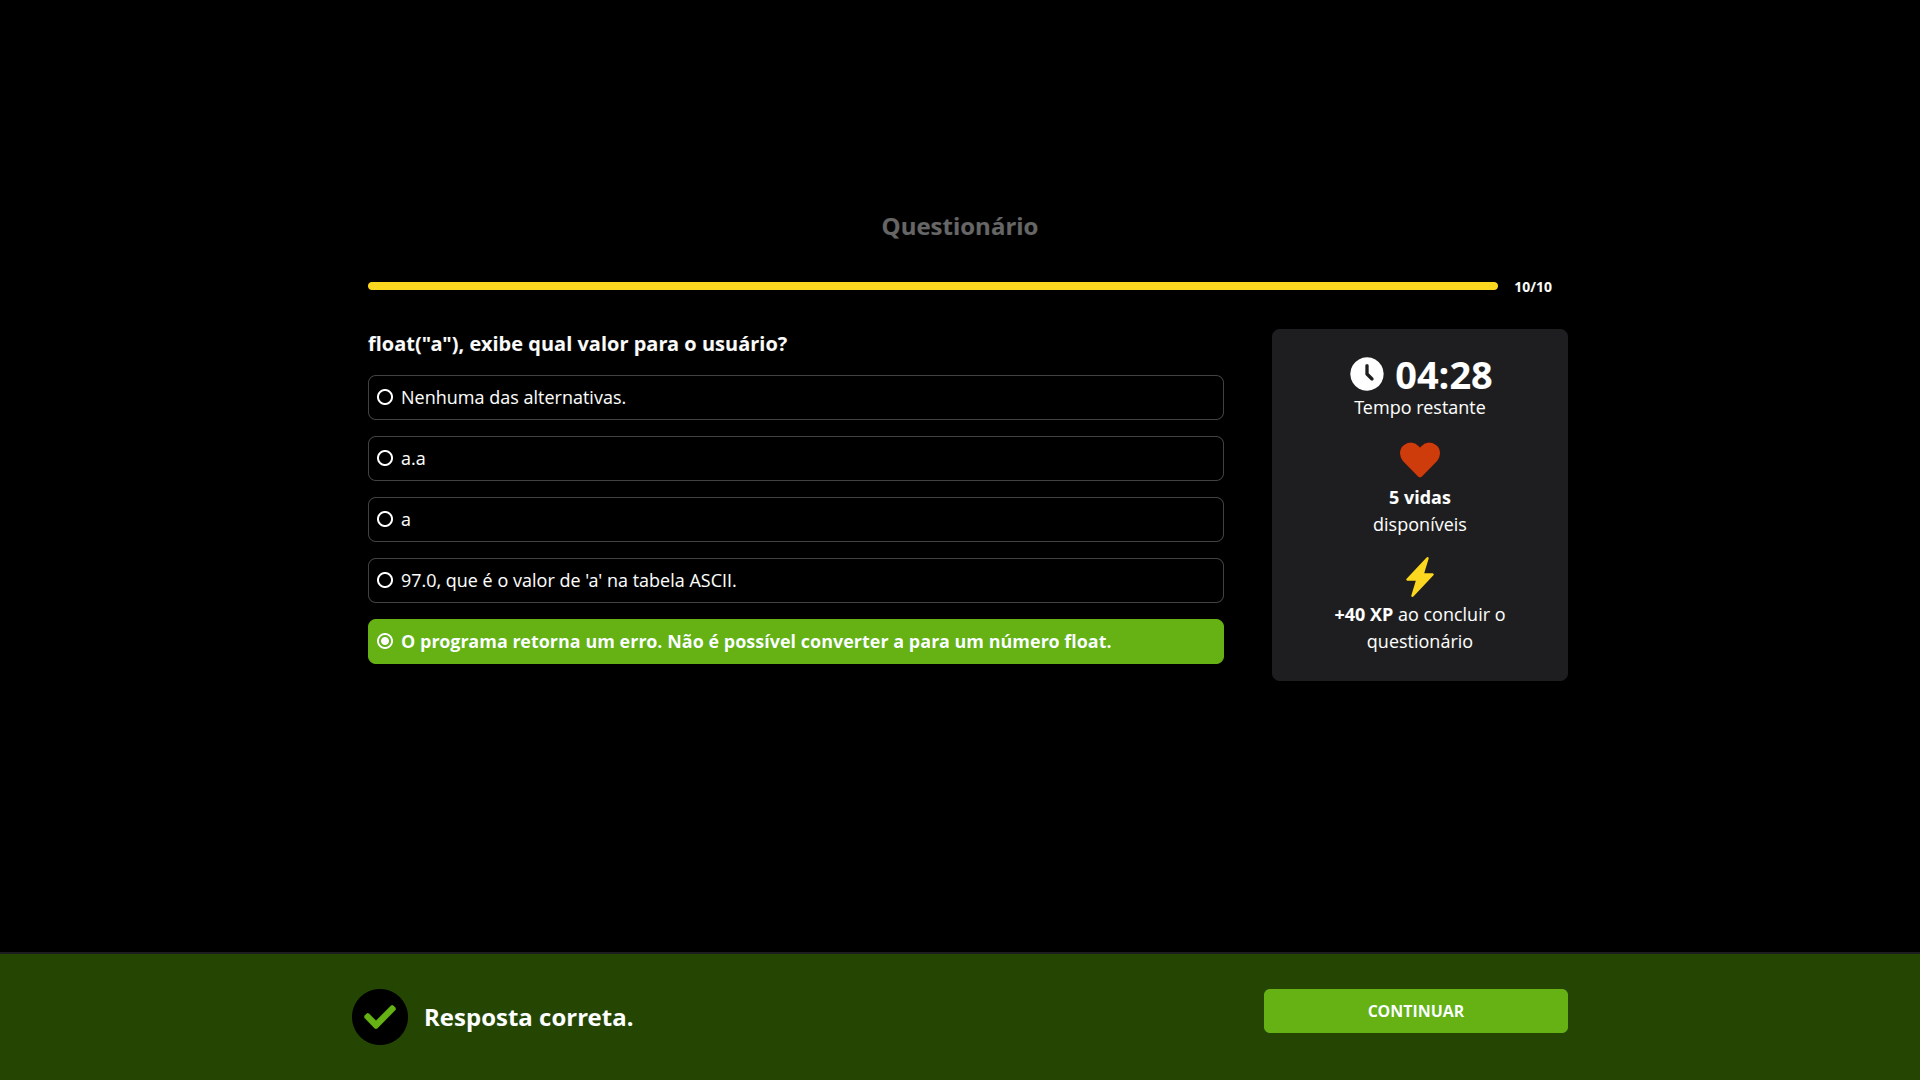 Questionário
10/10
float("a"), exibe qual valor para o usuário?
Nenhuma das alternativas.
a.a
a
97.0, que é o valor de 'a' na tabela ASCII.
O programa retorna um erro. Não é possível converter a para um número float.
04:28
Tempo restante
5 vidas
disponíveis
+40 XP ao concluir o
questionário
Resposta correta.
CONTINUAR